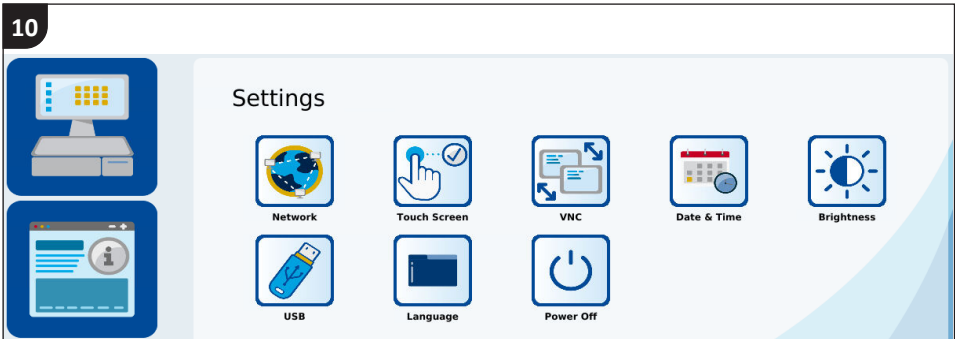 10
Settings
Network Touch Screen VNC Date & Time Brightness
USB Language Power Off